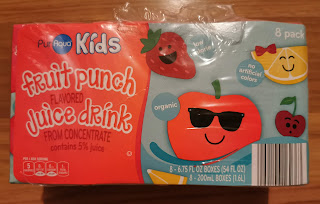 PurAqua
Kids
fruit punch
FLAVORED
juice drink
FROM CONCENTRATE
contains 5% juice
8 pack
no
artificial
colors
organic
8 - 6.75 FL OZ BOXES (54 FL OZ)
8 - 200mL BOXES (1.6L)